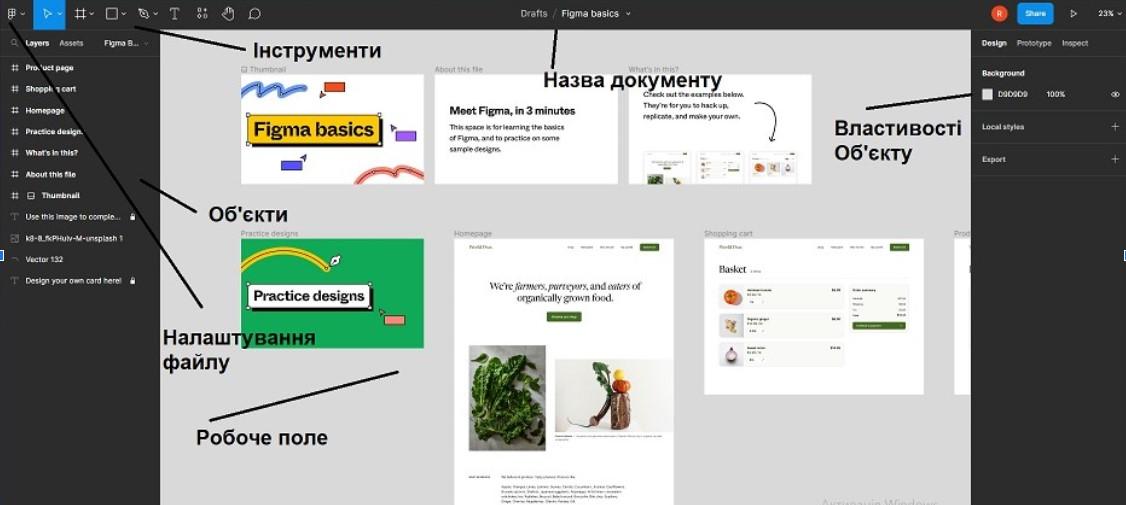 Drafts / Figma basics
R
Share
23%
Layers
Assets
Figma B...
Інструменти
Design
Prototype
Inspect
Product page
Shopping cart
Homepage
Practice design.
What's in this?
About this file
Thumbnail
Use this image to comple...
k8-8_fkPHulv-M-unsplash 1
Vector 132
Design your own card here!
Background
D9D9D9
100%
Local styles
Export
Thumbnail
About this file
What's in this?
Назва документу
Figma basics
Meet Figma, in 3 minutes
This space is for learning the basics
of Figma, and to practice on some
sample designs.
Check out the examples below.
They're for you to hack up,
replicate, and make your own.
Властивості
Об'єкту
Об'єкти
Practice designs
Homepage
Shopping cart
Practice designs
We're farmers, purveyors, and eaters of
organically grown food.
Basket
Налаштування
файлу
Робоче поле